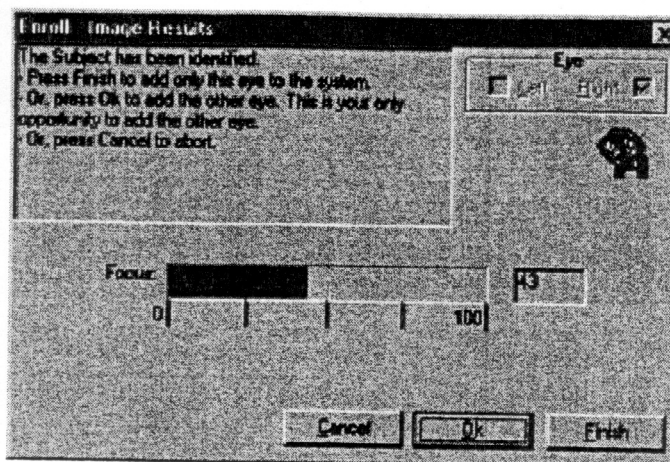 Enroll - Image Results
The Subject has been identified.
- Press Finish to add only this eye to the system.
- Or, press Ok to add the other eye. This is your only
opportunity to add the other eye.
- Or, press Cancel to abort.
Eye
Left Right
Focus:
43
0 100
Cancel Ok Finish